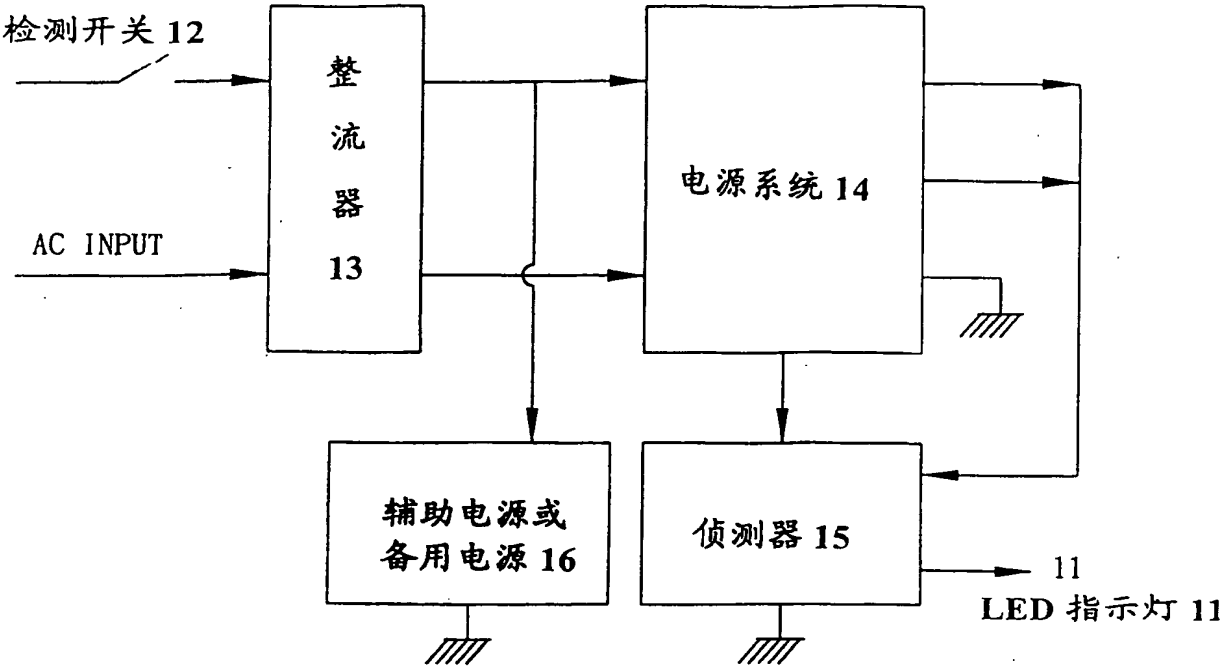 检测开关 12
整
流
器
13
AC INPUT
电源系统 14
辅助电源或
备用电源 16
侦测器 15
11
LED 指示灯 11